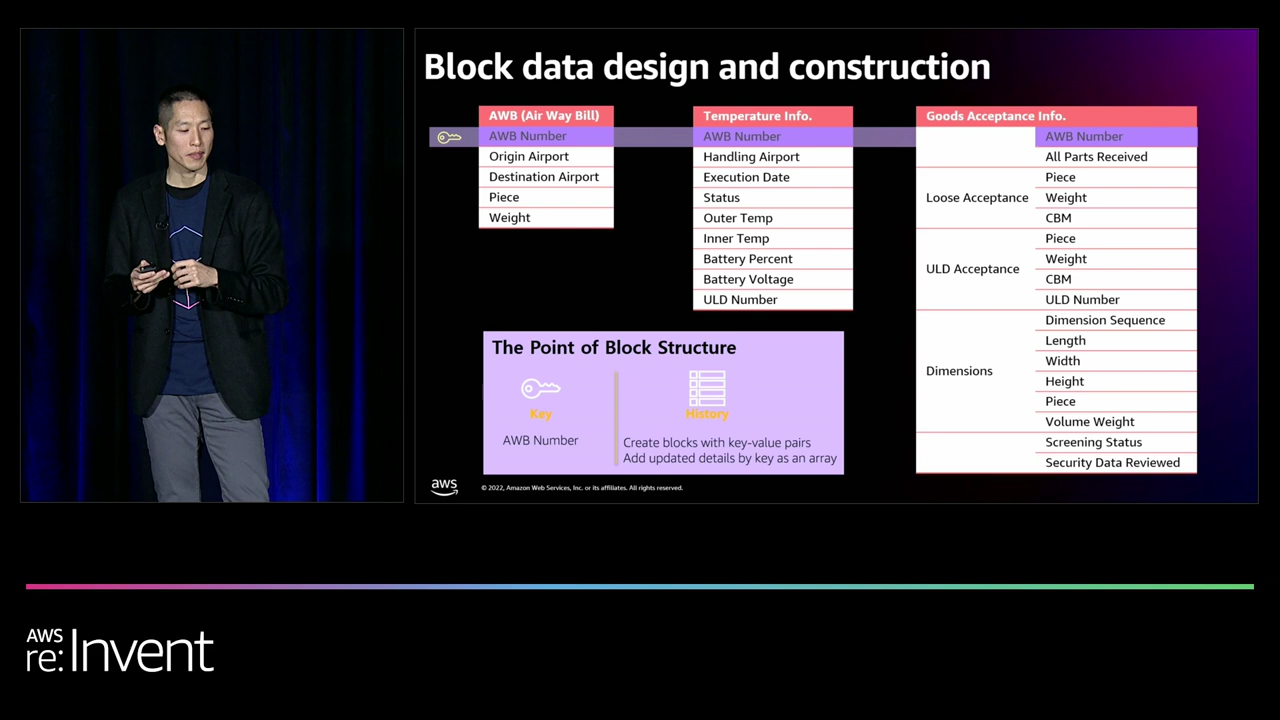 Block data design and construction
AWB (Air Way Bill)
AWB Number
Origin Airport
Destination Airport
Piece
Weight
Temperature Info.
AWB Number
Handling Airport
Execution Date
Status
Outer Temp
Inner Temp
Battery Percent
Battery Voltage
ULD Number
Goods Acceptance Info.
AWB Number
All Parts Received
Loose Acceptance
Piece
Weight
CBM
ULD Acceptance
Piece
Weight
CBM
ULD Number
Dimensions
Dimension Sequence
Length
Width
Height
Piece
Volume Weight
Screening Status
Security Data Reviewed
The Point of Block Structure
Key
AWB Number
History
Create blocks with key-value pairs
Add updated details by key as an array
aws
© 2022, Amazon Web Services, Inc. or its affiliates. All rights reserved.
AWS
re:Invent